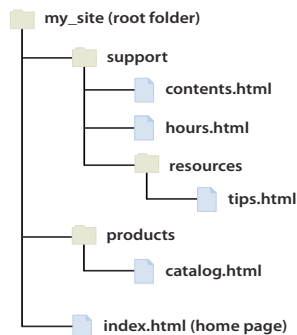 my_site (root folder)
support
contents.html
hours.html
resources
tips.html
products
catalog.html
index.html (home page)